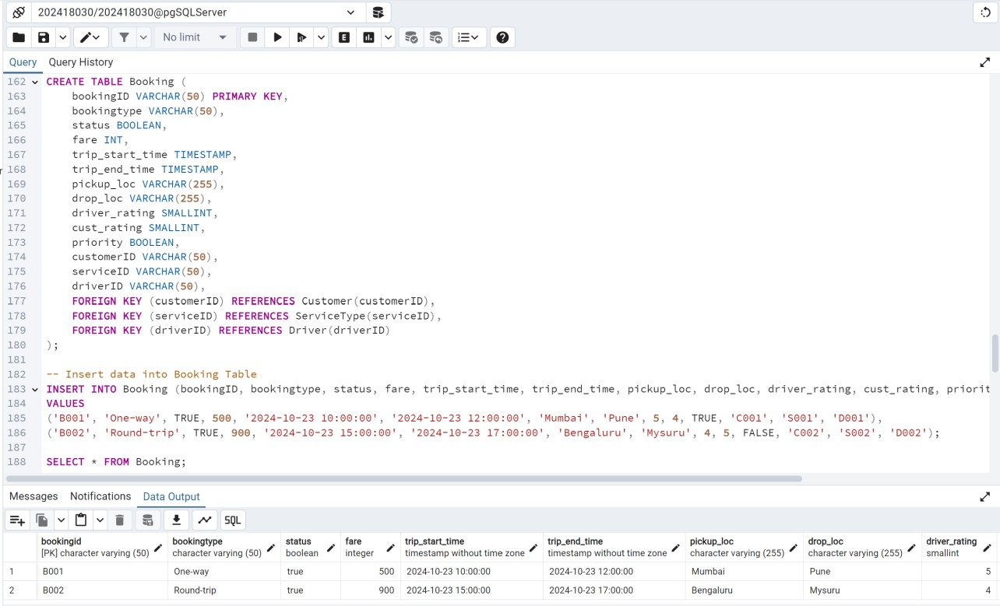 202418030/202418030@pgSQLServer
No limit
Query Query History
162 CREATE TABLE Booking (
163 bookingID VARCHAR(50) PRIMARY KEY,
164 bookingtype VARCHAR(50),
165 status BOOLEAN,
166 fare INT,
167 trip_start_time TIMESTAMP,
168 trip_end_time TIMESTAMP,
169 pickup_loc VARCHAR(255),
170 drop_loc VARCHAR(255),
171 driver_rating SMALLINT,
172 cust_rating SMALLINT,
173 priority BOOLEAN,
174 customerID VARCHAR(50),
175 serviceID VARCHAR(50),
176 driverID VARCHAR(50),
177 FOREIGN KEY (customerID) REFERENCES Customer(customerID),
178 FOREIGN KEY (serviceID) REFERENCES ServiceType(serviceID),
179 FOREIGN KEY (driverID) REFERENCES Driver(driverID)
180 );
181
182 -- Insert data into Booking Table
183 INSERT INTO Booking (bookingID, bookingtype, status, fare, trip_start_time, trip_end_time, pickup_loc, drop_loc, driver_rating, cust_rating, priorit
184 VALUES
185 ('B001', 'One-way', TRUE, 500, '2024-10-23 10:00:00', '2024-10-23 12:00:00', 'Mumbai', 'Pune', 5, 4, TRUE, 'C001', 'S001', 'D001'),
186 ('B002', 'Round-trip', TRUE, 900, '2024-10-23 15:00:00', '2024-10-23 17:00:00', 'Bengaluru', 'Mysuru', 4, 5, FALSE, 'C002', 'S002', 'D002');
187
188 SELECT * FROM Booking;
Messages Notifications Data Output
SQL
bookingid bookingtype status fare trip_start_time trip_end_time pickup_loc drop_loc driver_rating
[PK] character varying (50) character varying (50) boolean integer timestamp without time zone timestamp without time zone character varying (255) character varying (255) smallint
1 B001 One-way true 500 2024-10-23 10:00:00 2024-10-23 12:00:00 Mumbai Pune 5
2 B002 Round-trip true 900 2024-10-23 15:00:00 2024-10-23 17:00:00 Bengaluru Mysuru 4